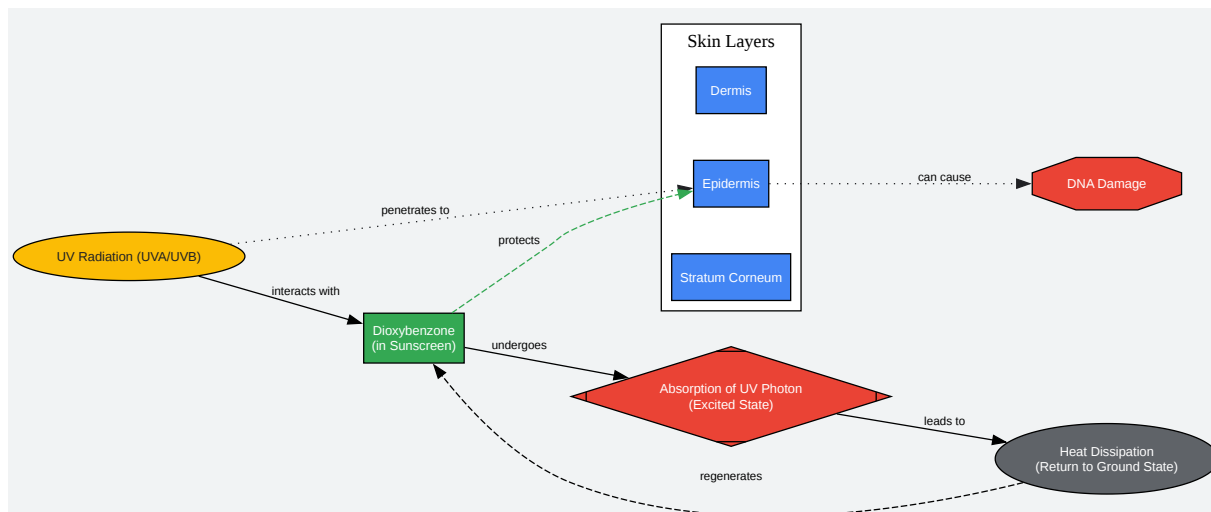 Skin Layers
Dermis
Epidermis
can cause
DNA Damage
penetrates to
protects
UV Radiation (UVA/UVB)
Stratum Corneum
interacts with
Dioxybenzone
(in Sunscreen)
undergoes
Absorption of UV Photon
(Excited State)
leads to
Heat Dissipation
(Return to Ground State)
regenerates